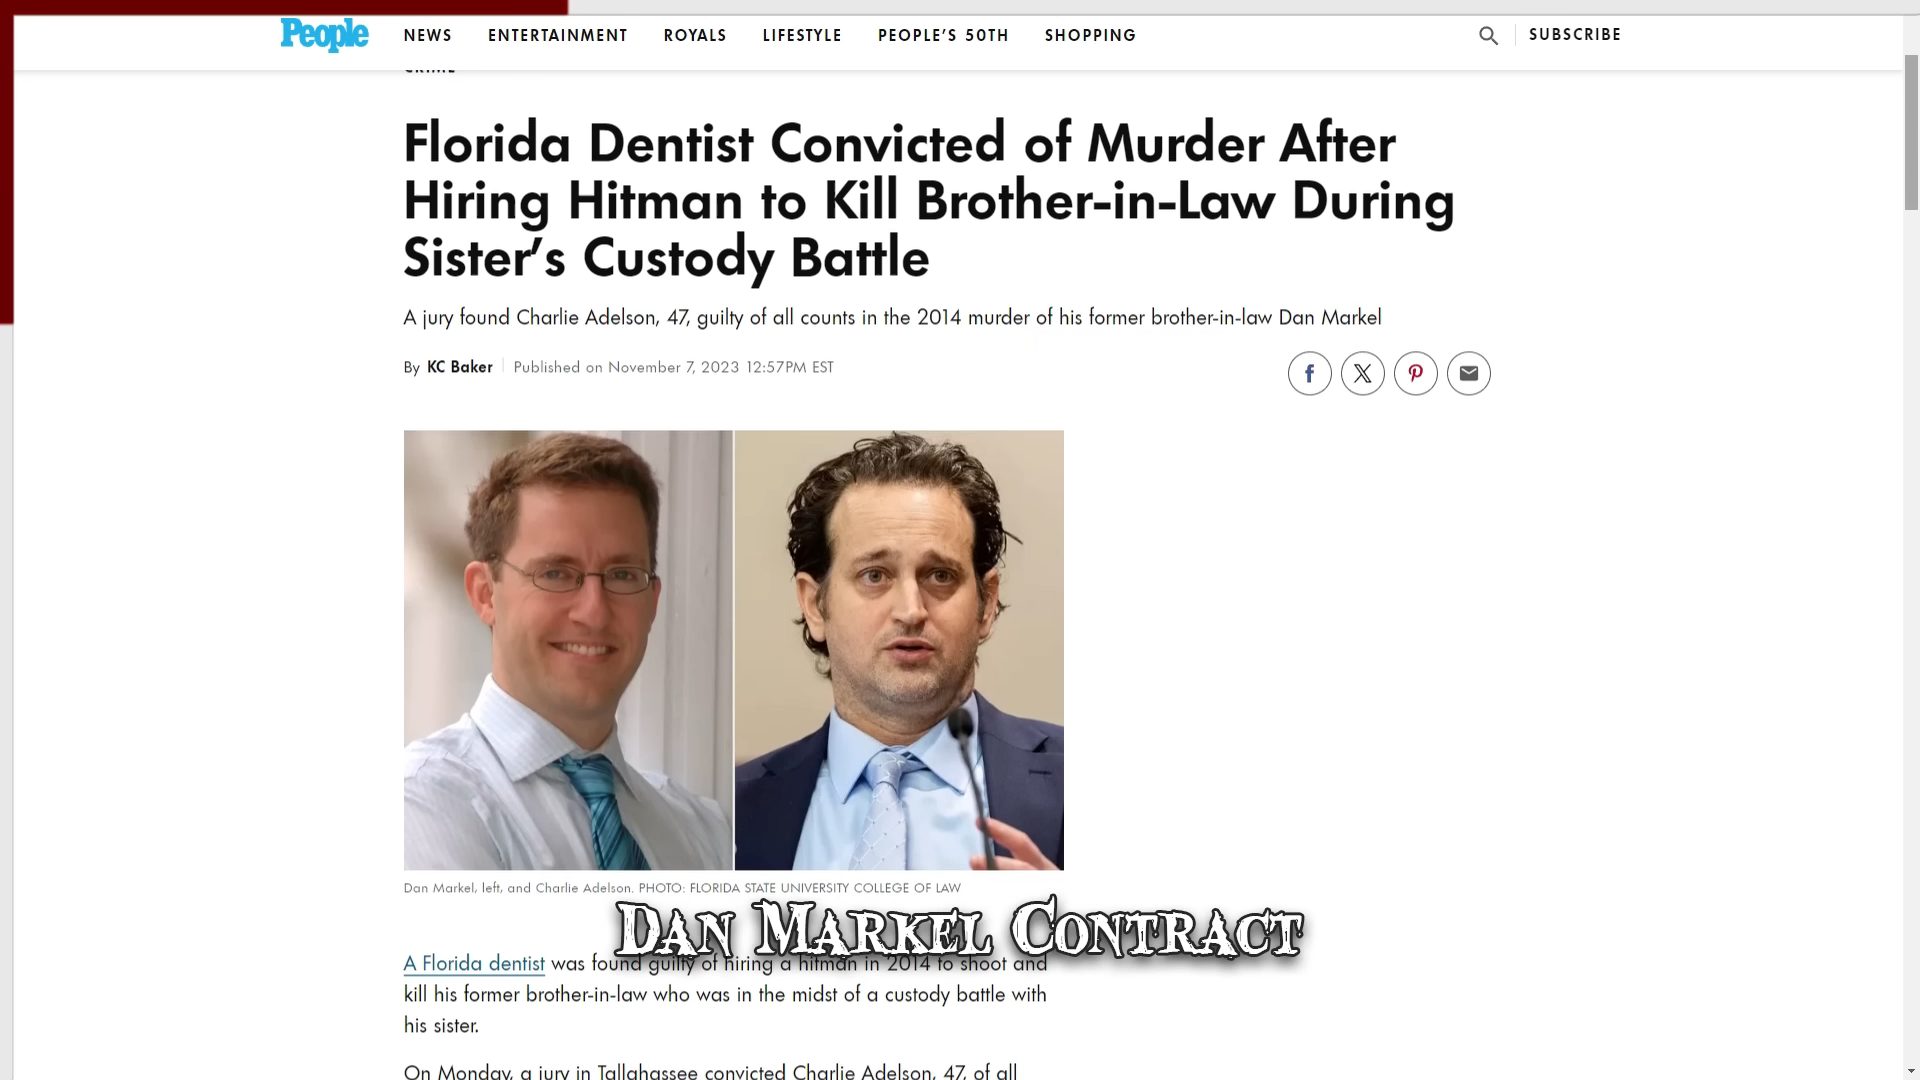 People
NEWS ENTERTAINMENT ROYALS LIFESTYLE PEOPLE'S 50TH SHOPPING
SUBSCRIBE
CRIME
Florida Dentist Convicted of Murder After
Hiring Hitman to Kill Brother-in-Law During
Sister's Custody Battle
A jury found Charlie Adelson, 47, guilty of all counts in the 2014 murder of his former brother-in-law Dan Markel
By KC Baker Published on November 7, 2023 12:57PM EST
Dan Markel, left, and Charlie Adelson. PHOTO: FLORIDA STATE UNIVERSITY COLLEGE OF LAW
Dan Markel Contract
A Florida dentist was found guilty of hiring a hitman in 2014 to shoot and
kill his former brother-in-law who was in the midst of a custody battle with
his sister.
On Monday, a jury in Tallahassee convicted Charlie Adelson, 47, of all